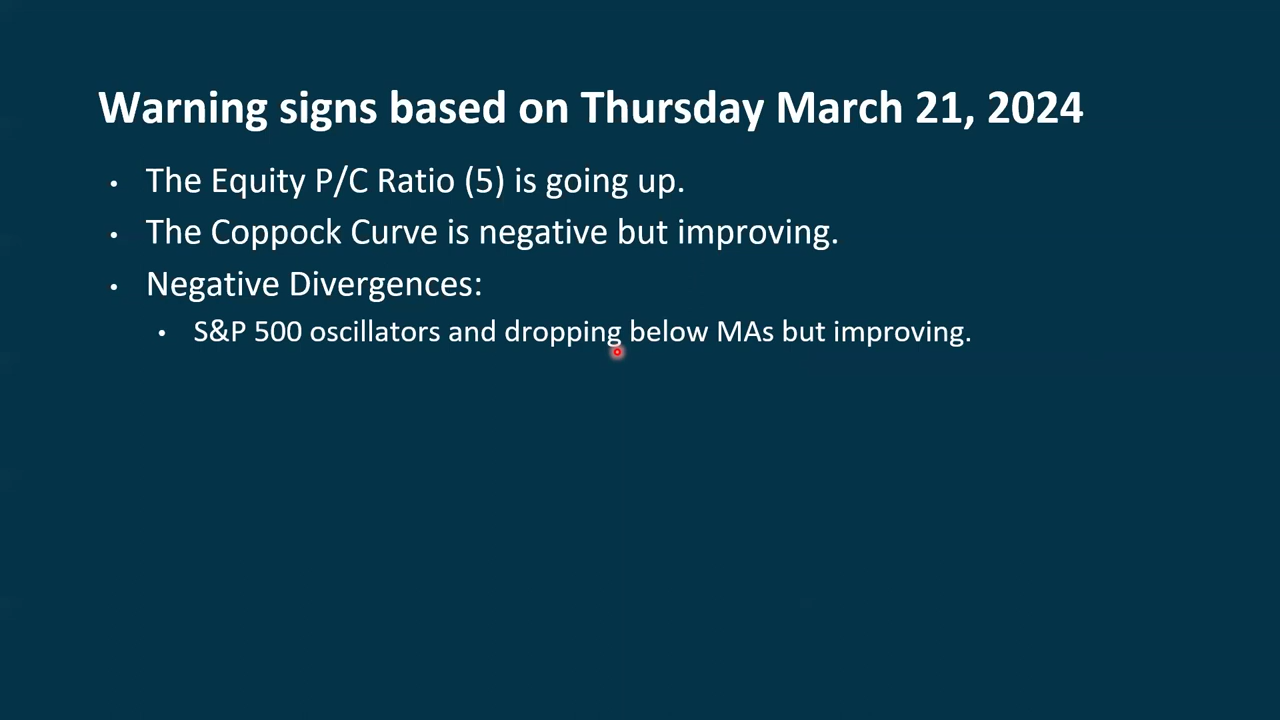 Warning signs based on Thursday March 21, 2024
• The Equity P/C Ratio (5) is going up.
• The Coppock Curve is negative but improving.
• Negative Divergences:
• S&P 500 oscillators and dropping below MAs but improving.